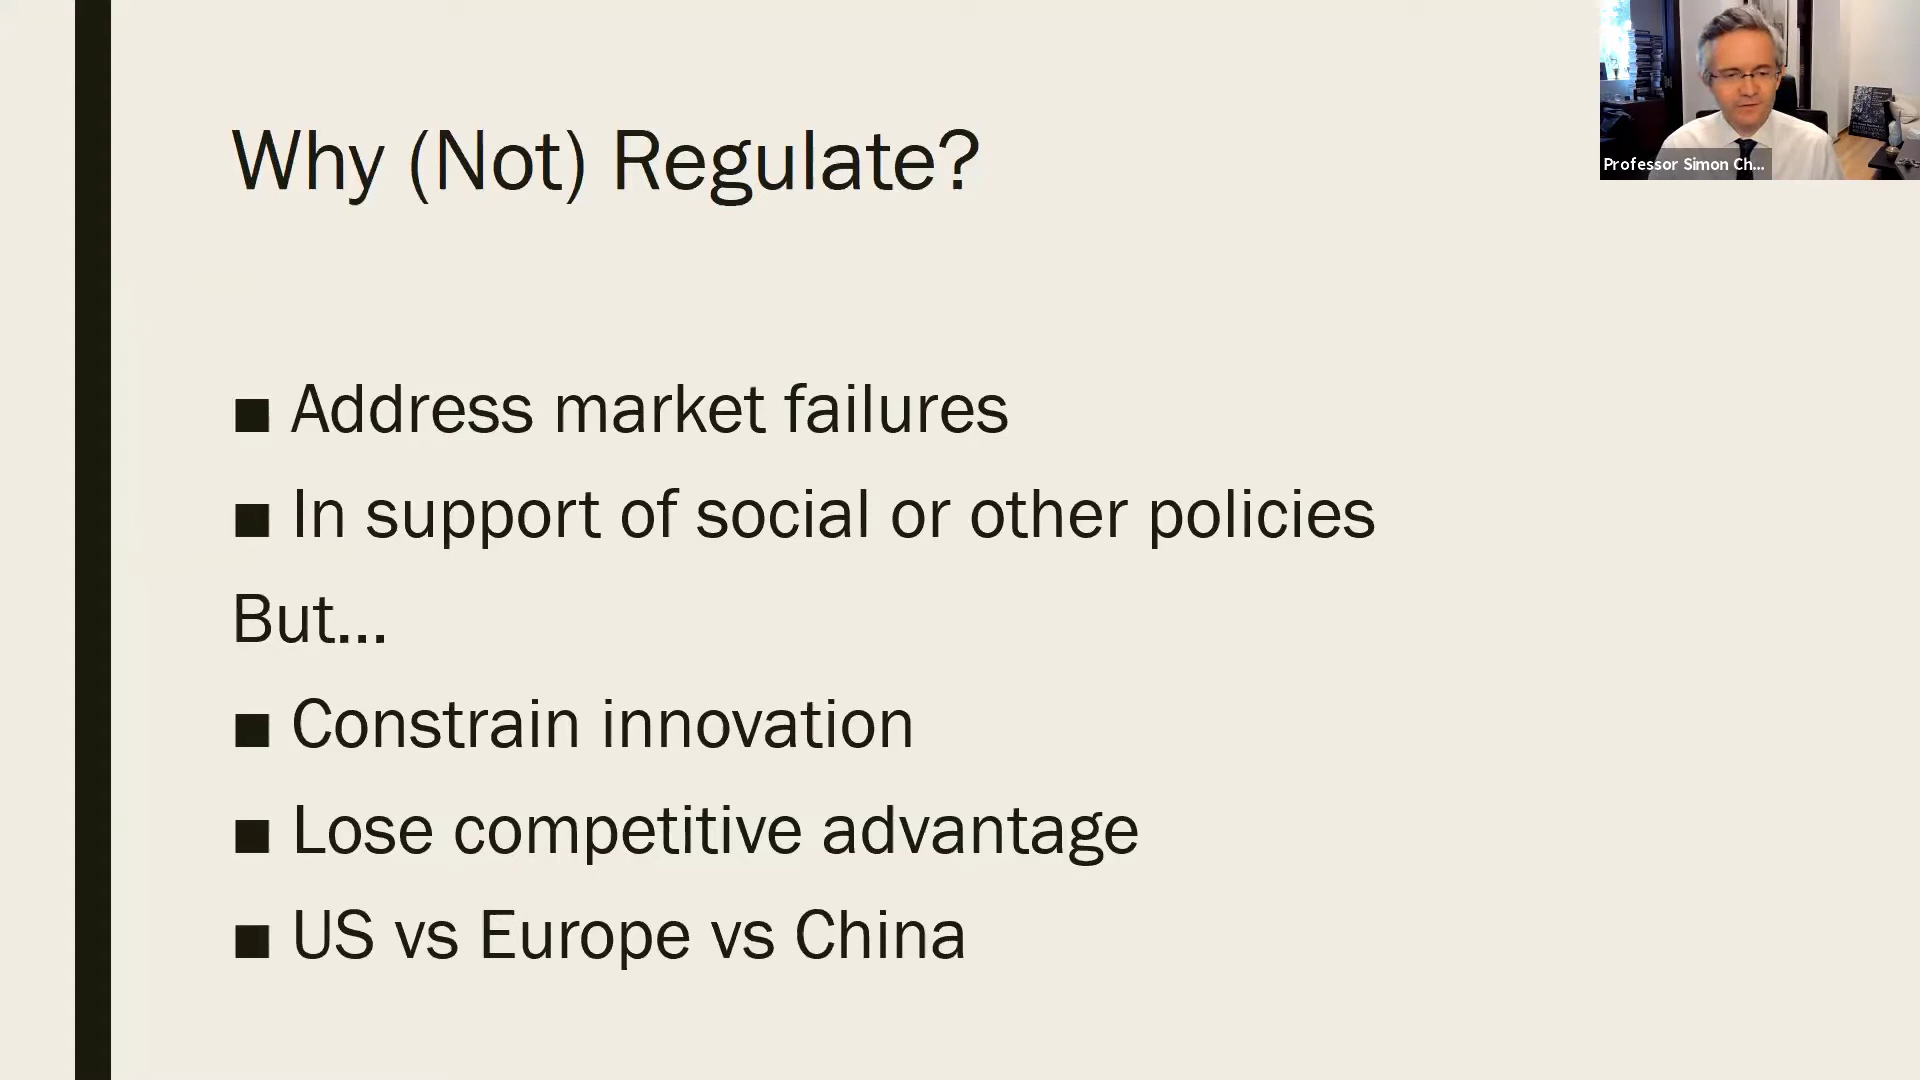 Why (Not) Regulate?
■ Address market failures
■ In support of social or other policies
But...
■ Constrain innovation
■ Lose competitive advantage
■ US vs Europe vs China
Professor Simon Ch...